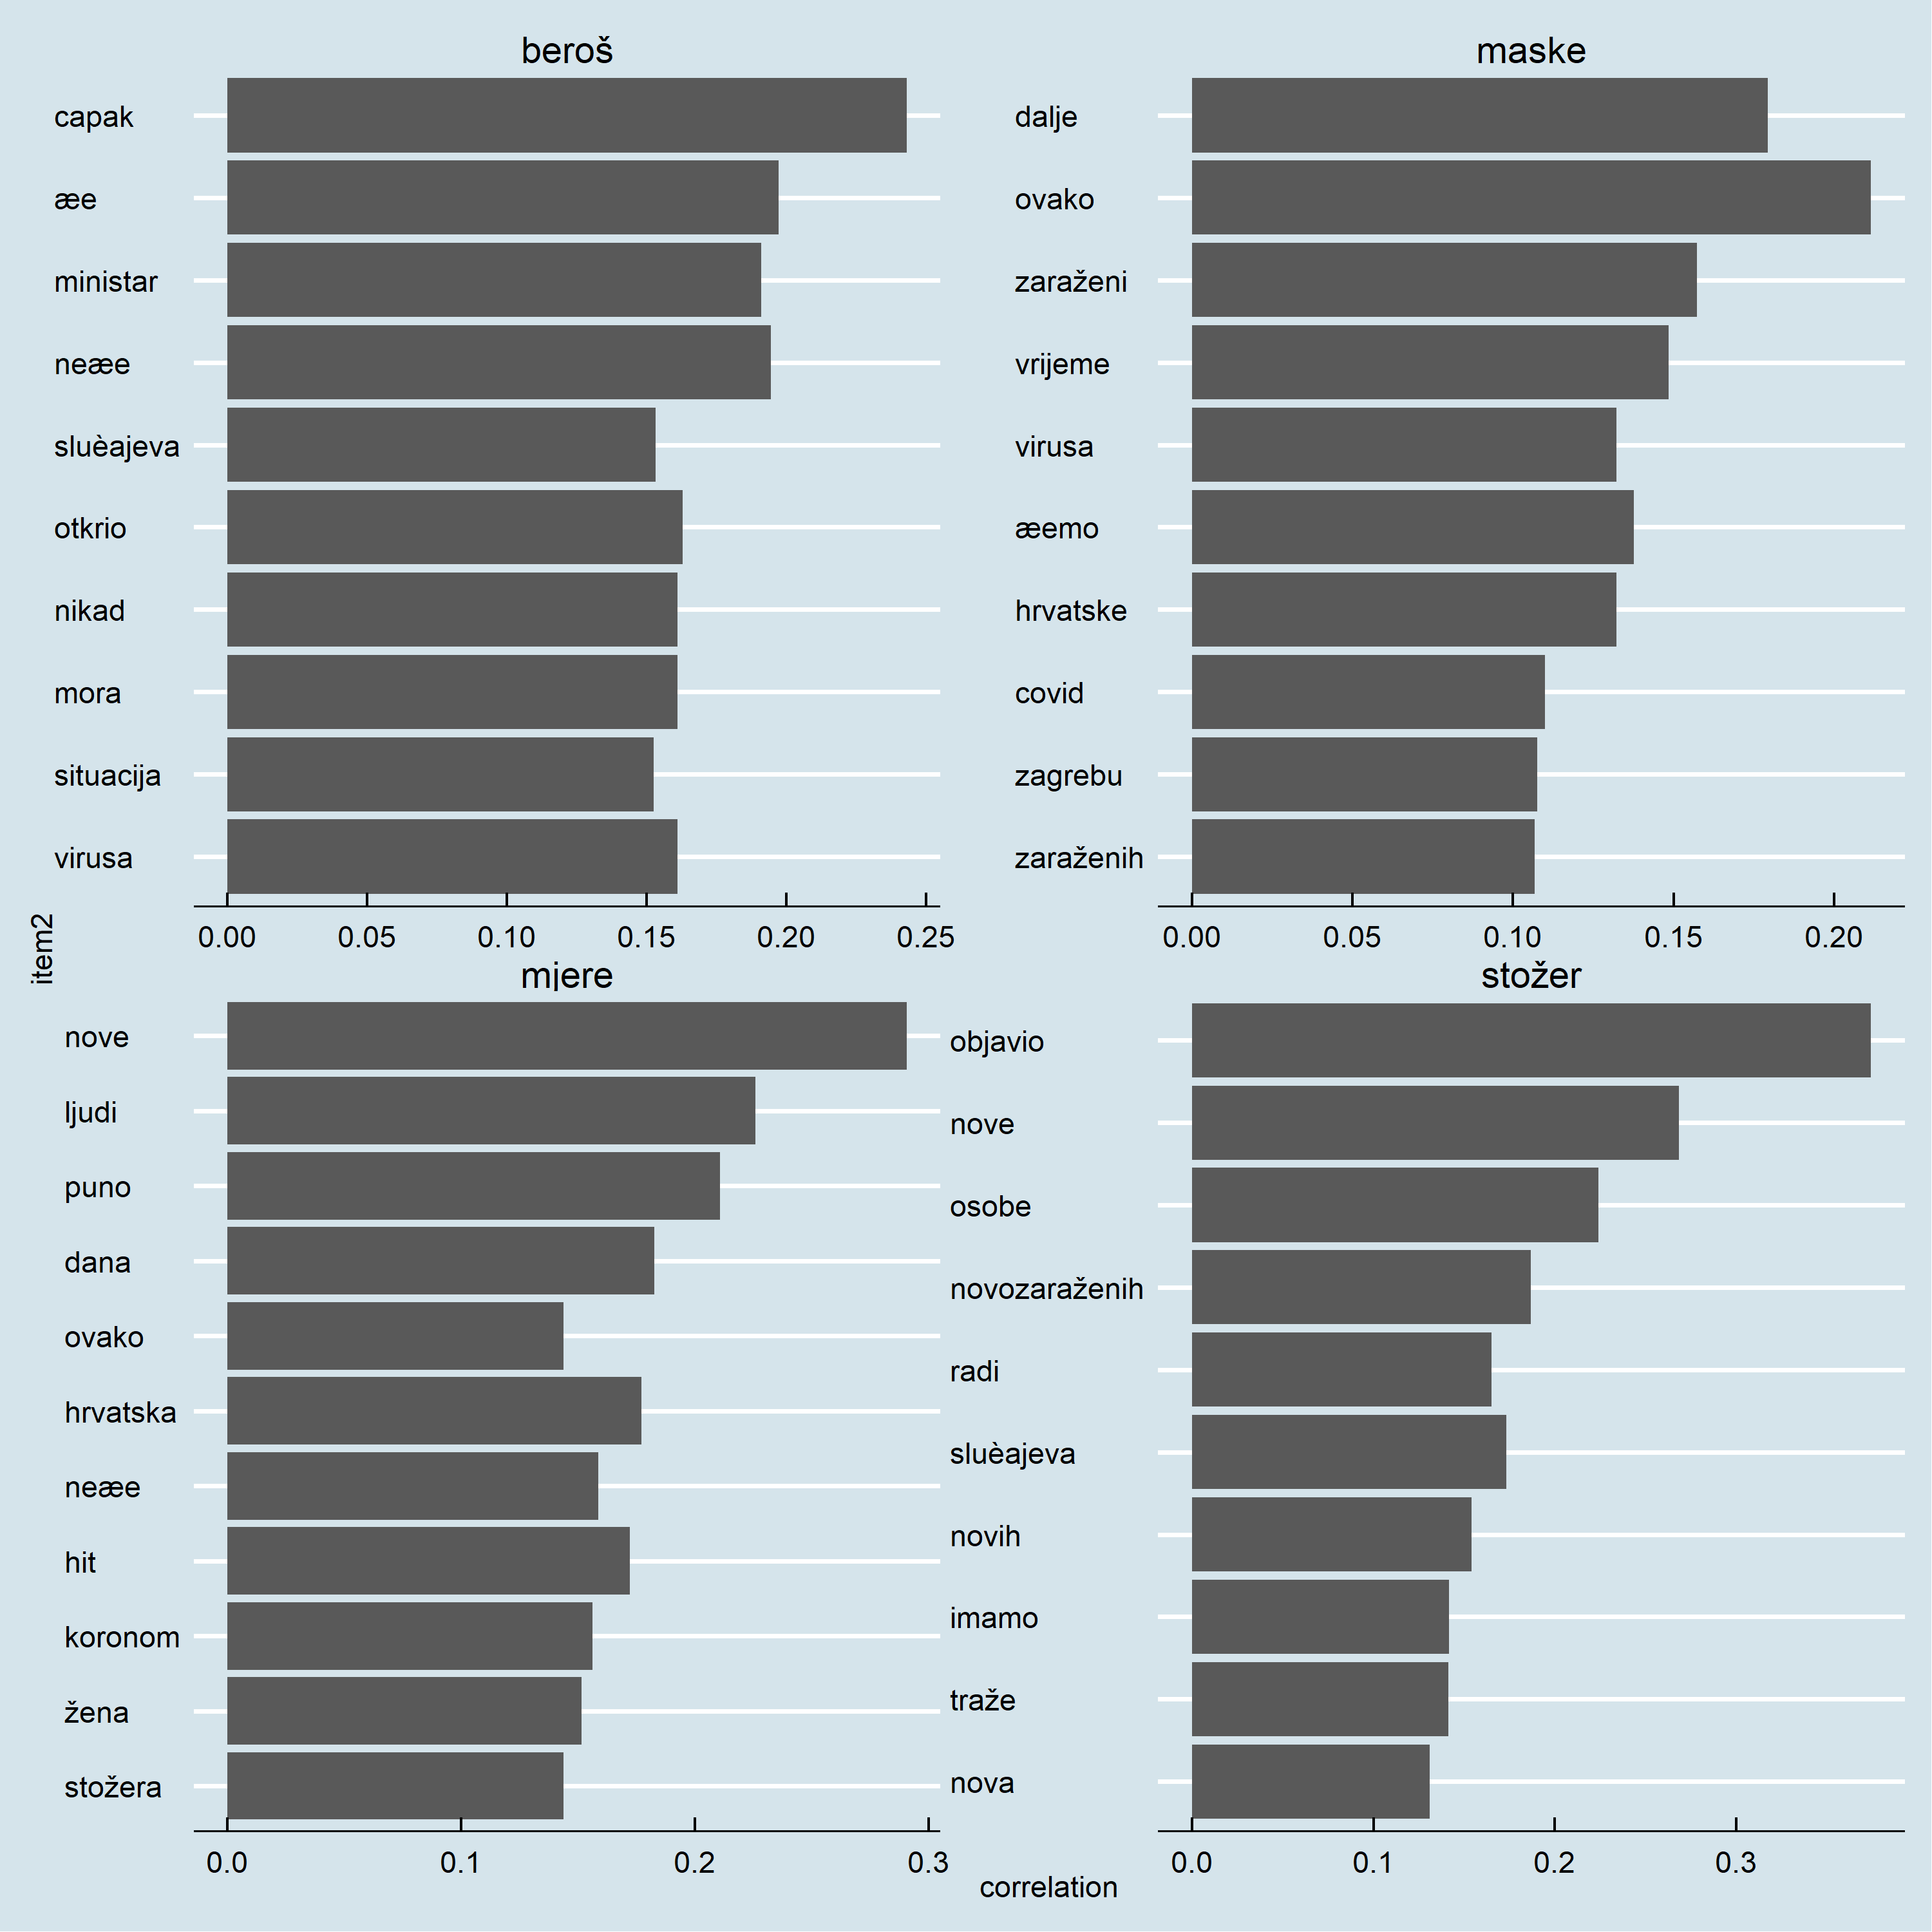 beroš
capak
æe
ministar
neæe
sluèajeva
otkrio
nikad
mora
situacija
virusa
0.00 0.05 0.10 0.15 0.20 0.25
maske
dalje
ovako
zaraženi
vrijeme
virusa
æemo
hrvatske
covid
zagrebu
zaraženih
0.00 0.05 0.10 0.15 0.20
item2
mjere
nove
ljudi
puno
dana
ovako
hrvatska
neæe
hit
koronom
žena
stožera
0.0 0.1 0.2 0.3
stožer
objavio
nove
osobe
novozaraženih
radi
sluèajeva
novih
imamo
traže
nova
0.0 0.1 0.2 0.3
correlation